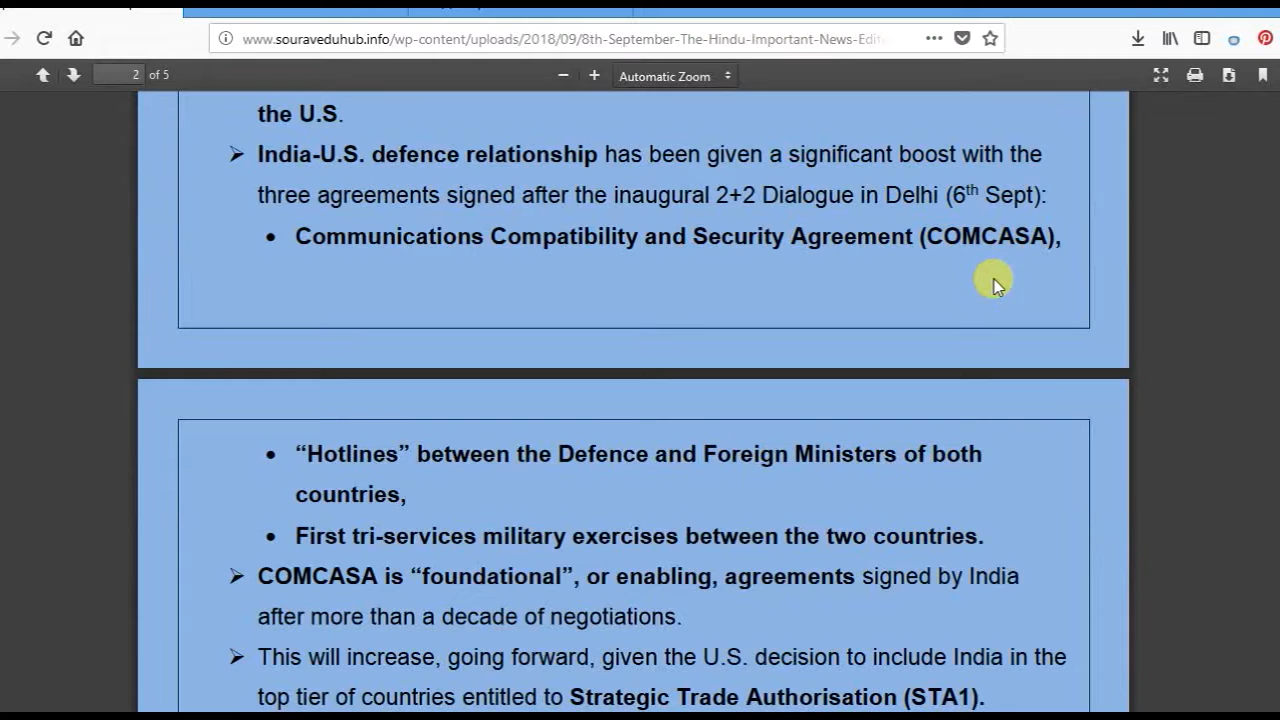 www.souraveduhub.info/wp-content/uploads/2018/09/8th-September-The-Hindu-Important-News-Edit
2 of 5
Automatic Zoom
the U.S.
➢ India-U.S. defence relationship has been given a significant boost with the
three agreements signed after the inaugural 2+2 Dialogue in Delhi (6th Sept):
• Communications Compatibility and Security Agreement (COMCASA),
• “Hotlines” between the Defence and Foreign Ministers of both
countries,
• First tri-services military exercises between the two countries.
➢ COMCASA is “foundational”, or enabling, agreements signed by India
after more than a decade of negotiations.
➢ This will increase, going forward, given the U.S. decision to include India in the
top tier of countries entitled to Strategic Trade Authorisation (STA1).